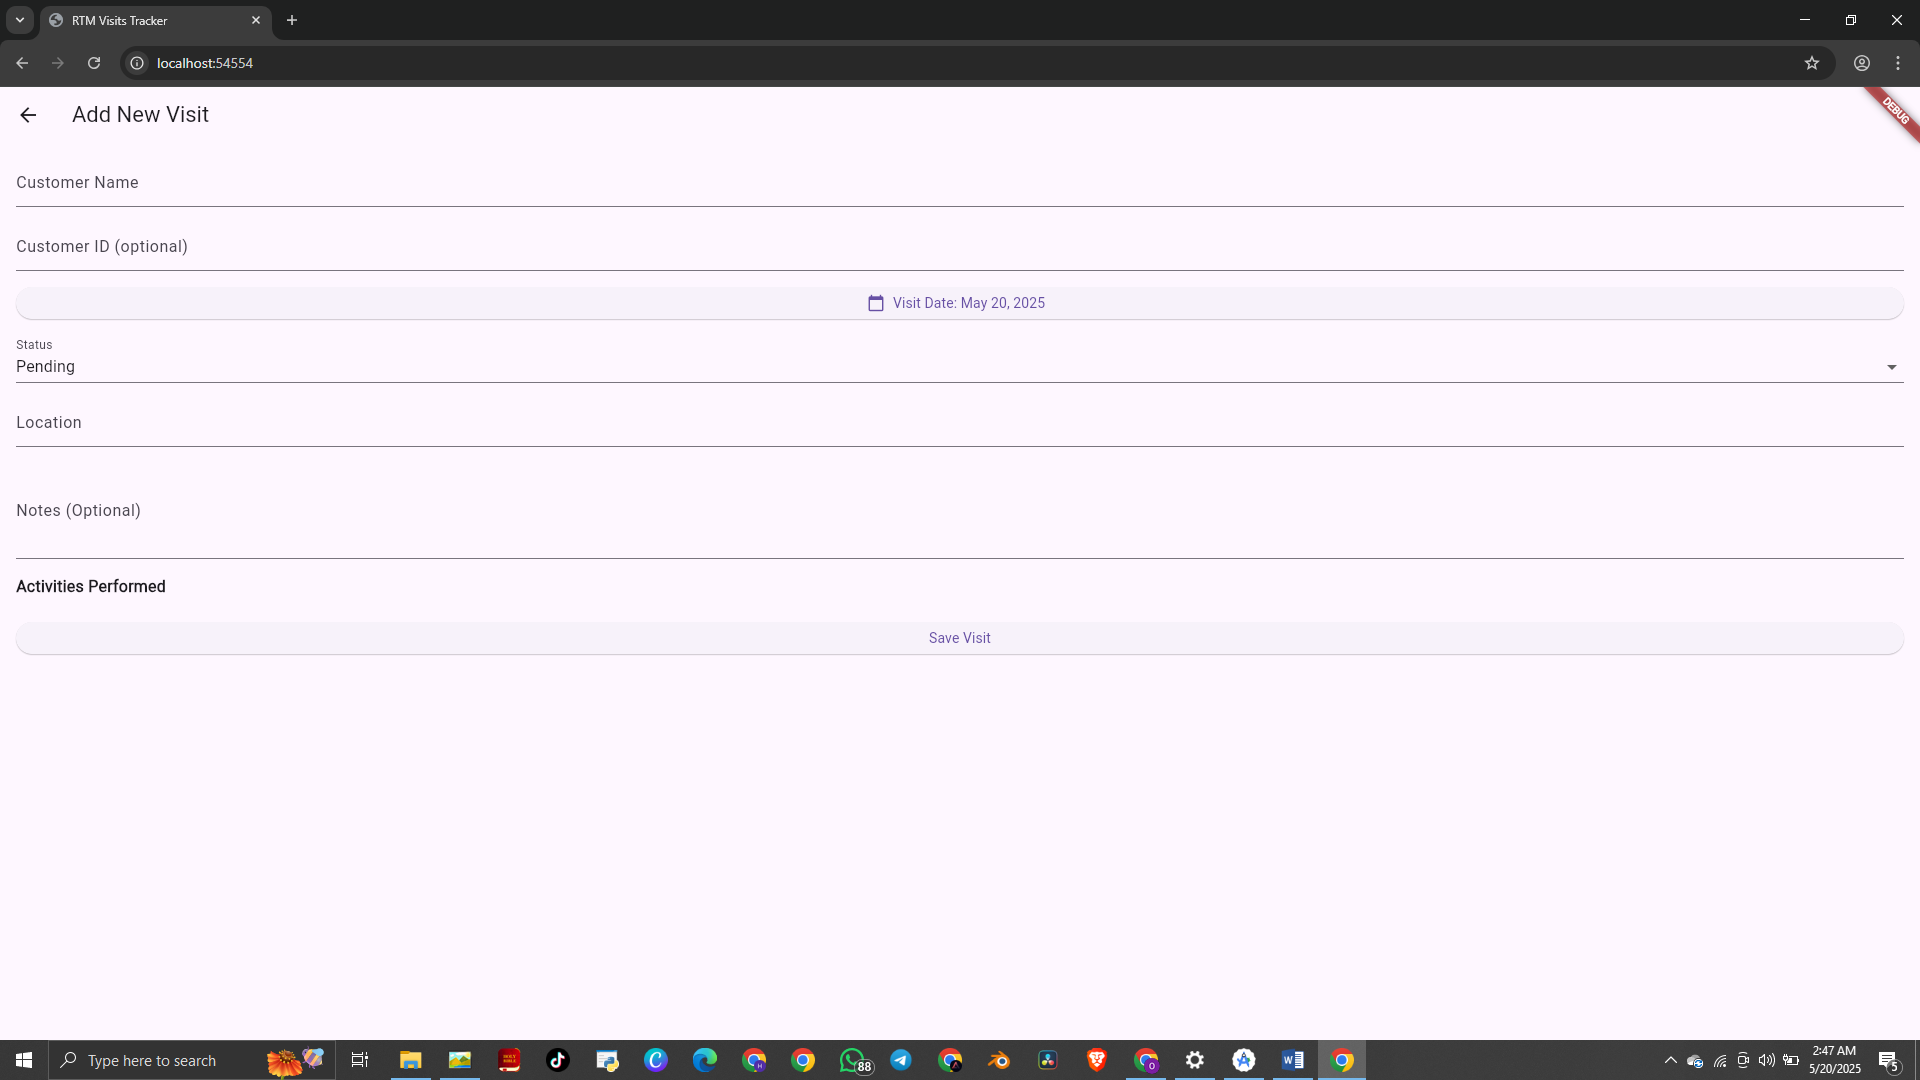 RTM Visits Tracker
localhost:54554
Add New Visit
DEBUG
Customer Name
Customer ID (optional)
Visit Date: May 20, 2025
Status
Pending
Location
Notes (Optional)
Activities Performed
Save Visit
Type here to search
88
2:47 AM
5/20/2025
5